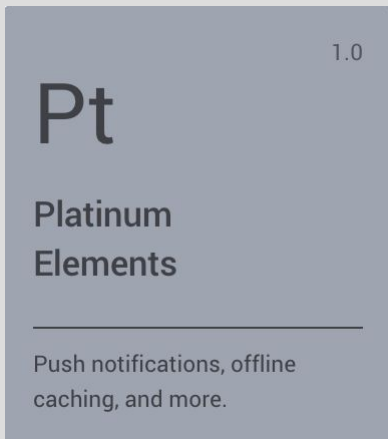 1.0
Pt
Platinum
Elements
Push notifications, offline
caching, and more.